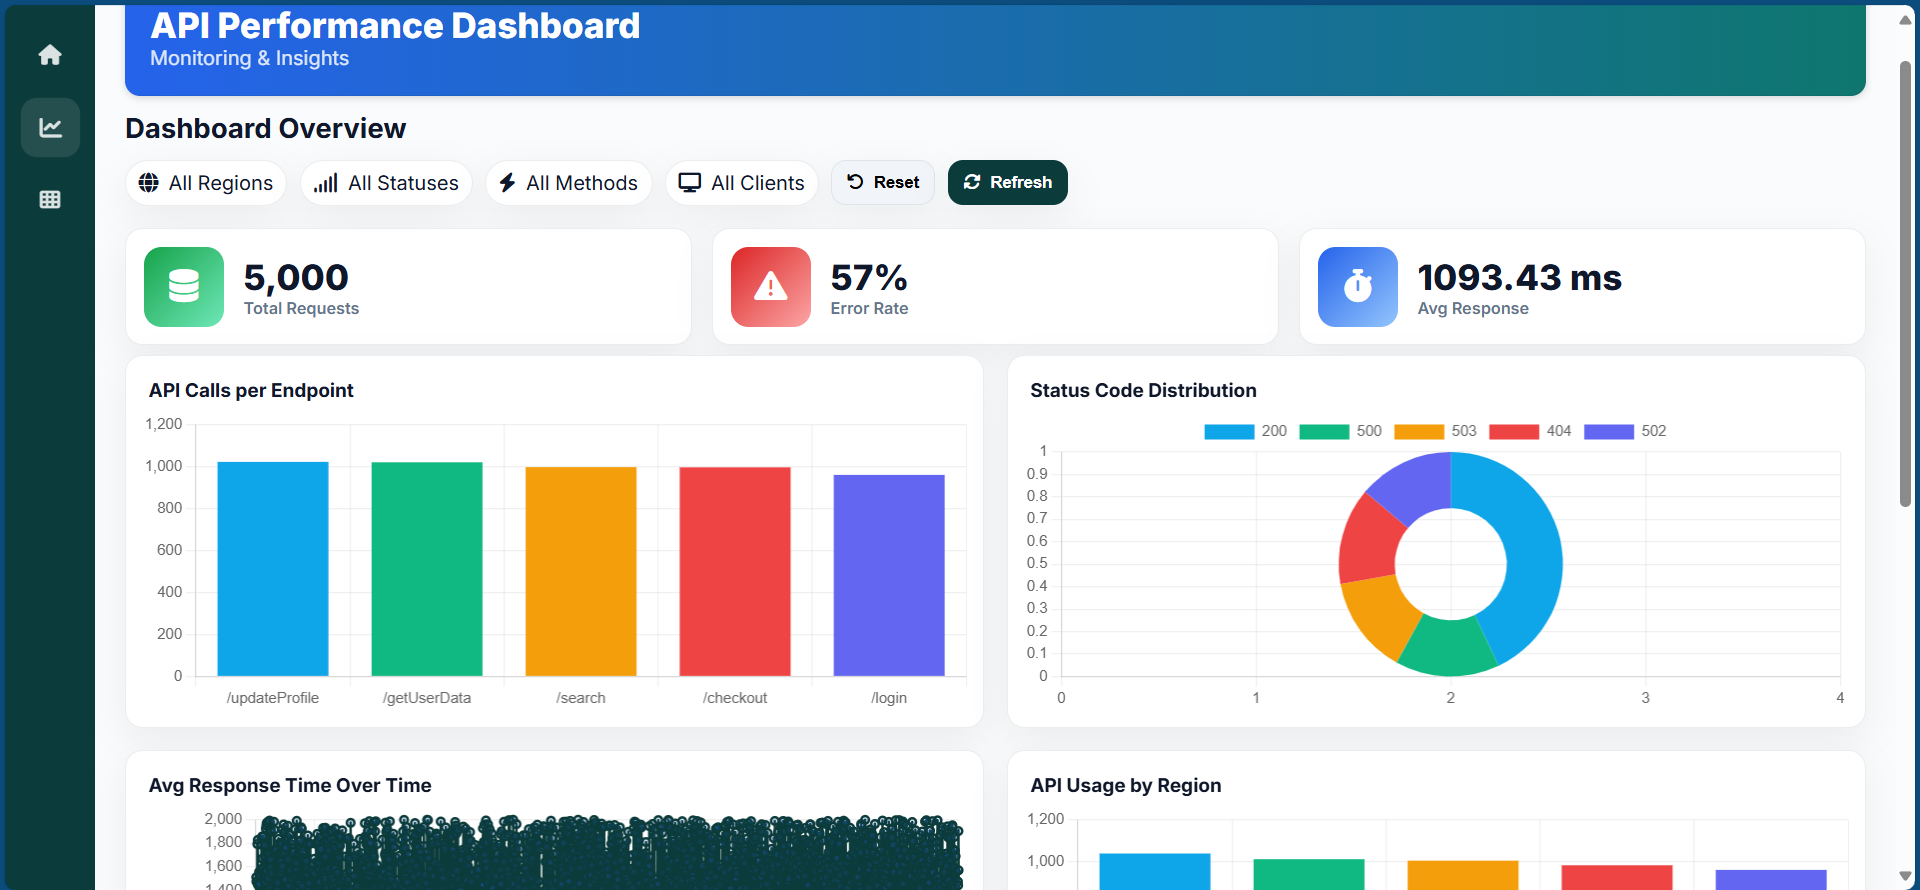 API Performance Dashboard
Monitoring & Insights
Dashboard Overview
All Regions
All Statuses
All Methods
All Clients
Reset
Refresh
5,000
Total Requests
57%
Error Rate
1093.43 ms
Avg Response
API Calls per Endpoint
1,200
1,000
800
600
400
200
0
/updateProfile
/getUserData
/search
/checkout
/login
Status Code Distribution
200
500
503
404
502
1
0.9
0.8
0.7
0.6
0.5
0.4
0.3
0.2
0.1
0
0
1
2
3
4
Avg Response Time Over Time
2,000
1,800
1,600
1,400
API Usage by Region
1,200
1,000